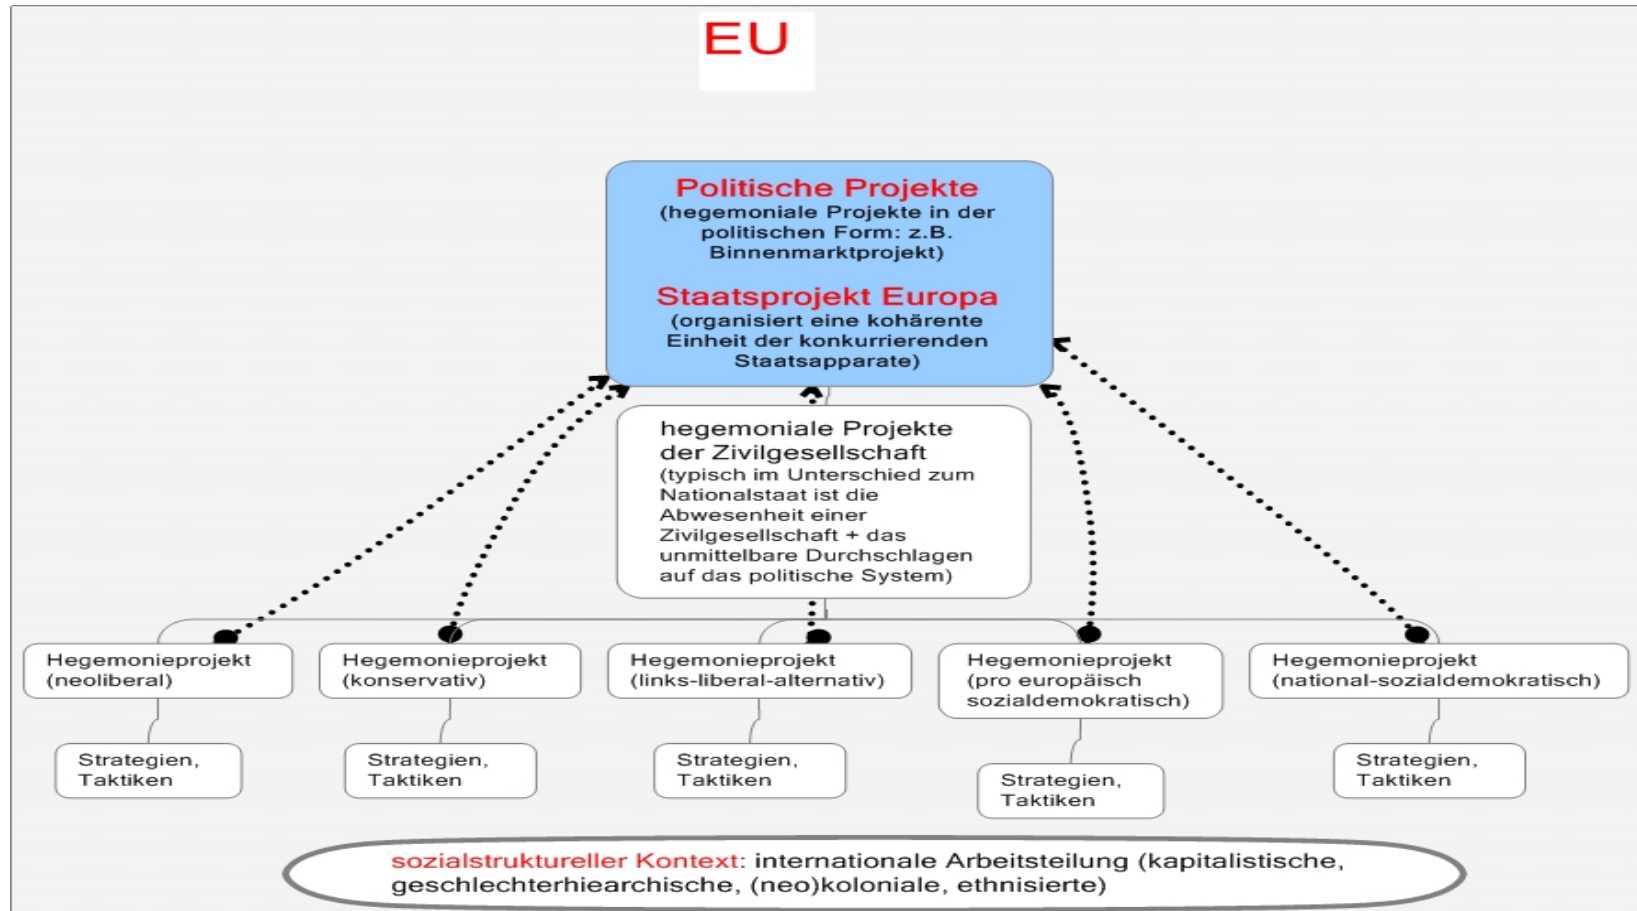 EU
Politische Projekte
(hegemoniale Projekte in der
politischen Form: z.B.
Binnenmarktprojekt)
Staatsprojekt Europa
(organisiert eine kohärente
Einheit der konkurrierenden
Staatsapparate)
hegemoniale Projekte
der Zivilgesellschaft
(typisch im Unterschied zum
Nationalstaat ist die
Abwesenheit einer
Zivilgesellschaft + das
unmittelbare Durchschlagen
auf das politische System)
Hegemonieprojekt
(neoliberal)
Hegemonieprojekt
(konservativ)
Hegemonieprojekt
(links-liberal-alternativ)
Hegemonieprojekt
(pro europäisch
sozialdemokratisch)
Hegemonieprojekt
(national-sozialdemokratisch)
Strategien,
Taktiken
Strategien,
Taktiken
Strategien,
Taktiken
Strategien,
Taktiken
Strategien,
Taktiken
sozialstruktureller Kontext: internationale Arbeitsteilung (kapitalistische,
geschlechterhiearchische, (neo)koloniale, ethnisierte)